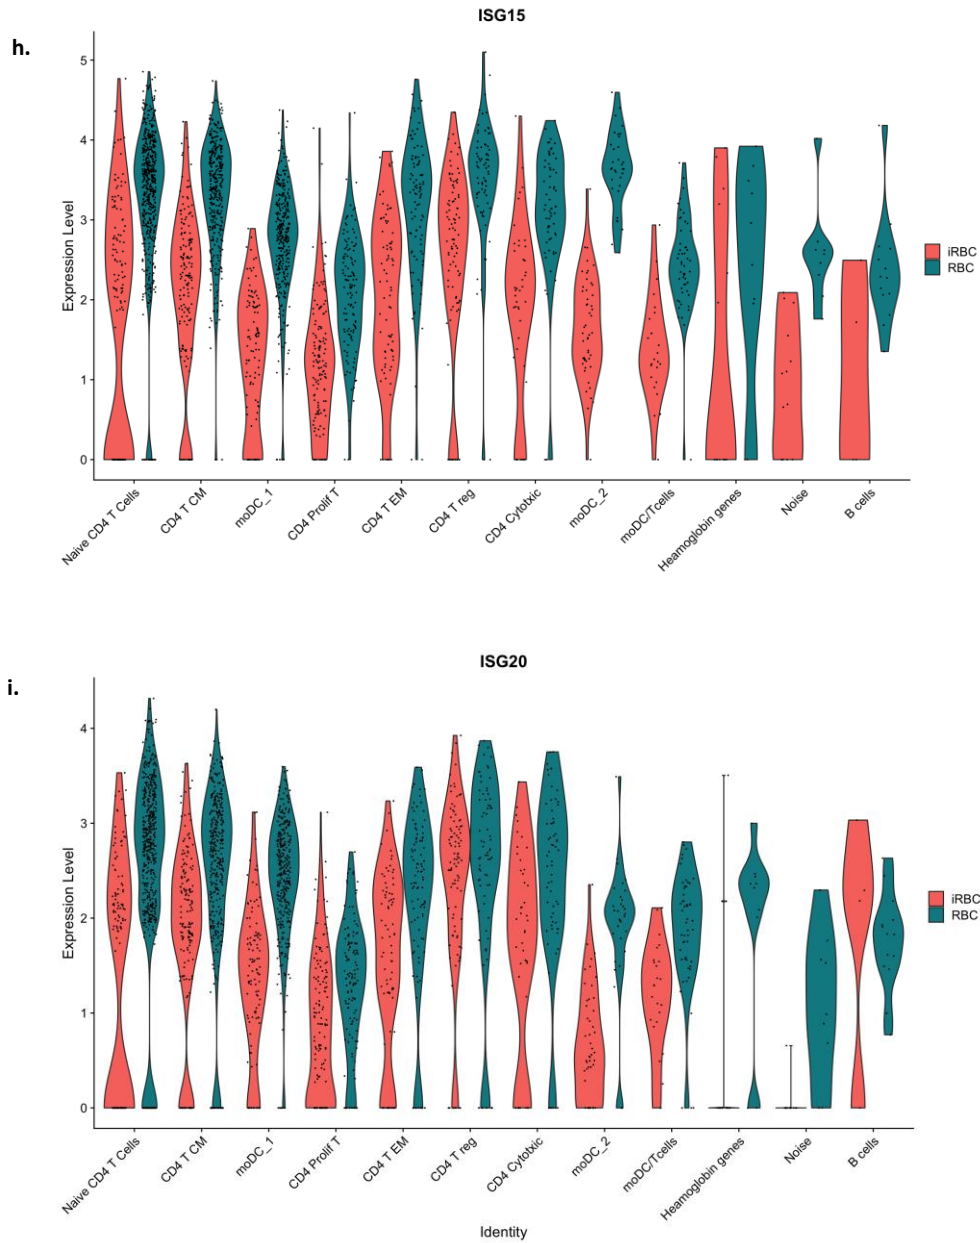 ISG15
h.
Expression Level
5
4
3
2
1
0
Naive CD4 T Cells
CD4 T CM
moDC_1
CD4 Prolif T
CD4 T EM
CD4 T reg
CD4 Cytotxic
moDC_2
moDC/Tcells
Heamoglobin genes
Noise
B cells
iRBC
RBC
ISG20
i.
Expression Level
4
3
2
1
0
Naive CD4 T Cells
CD4 T CM
moDC_1
CD4 Prolif T
CD4 T EM
CD4 T reg
CD4 Cytotxic
moDC_2
moDC/Tcells
Heamoglobin genes
Noise
B cells
Identity
iRBC
RBC